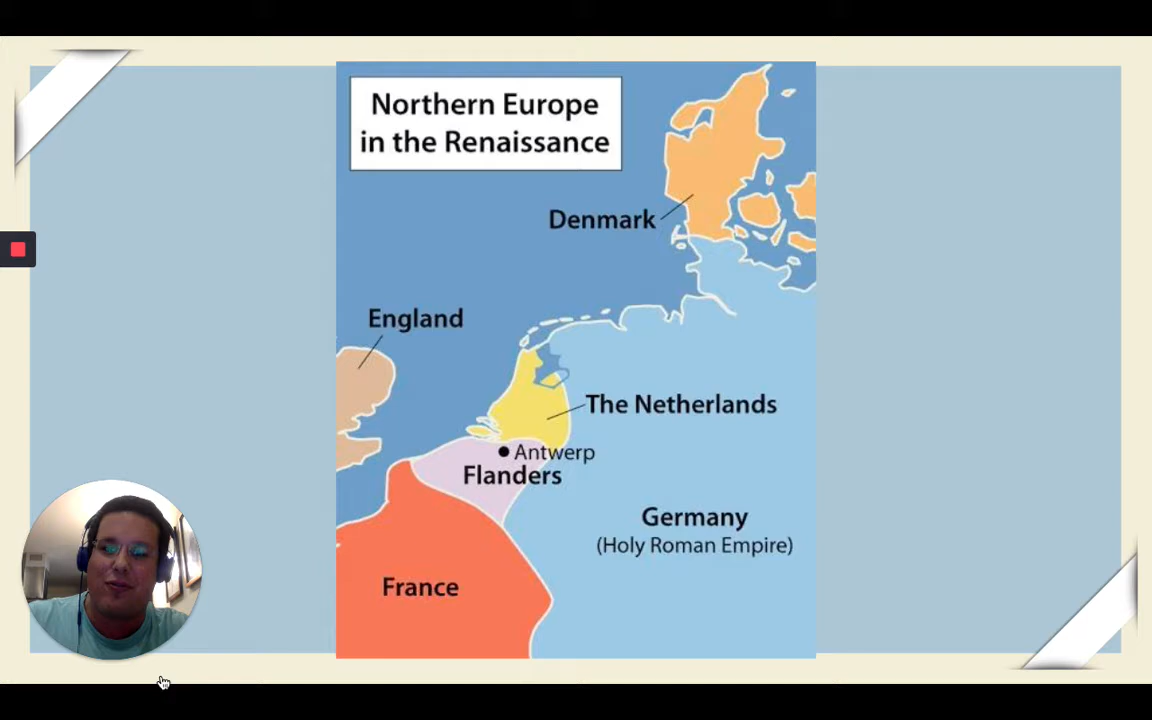 Northern Europe
in the Renaissance
Denmark
England
The Netherlands
Antwerp
Flanders
Germany
(Holy Roman Empire)
France